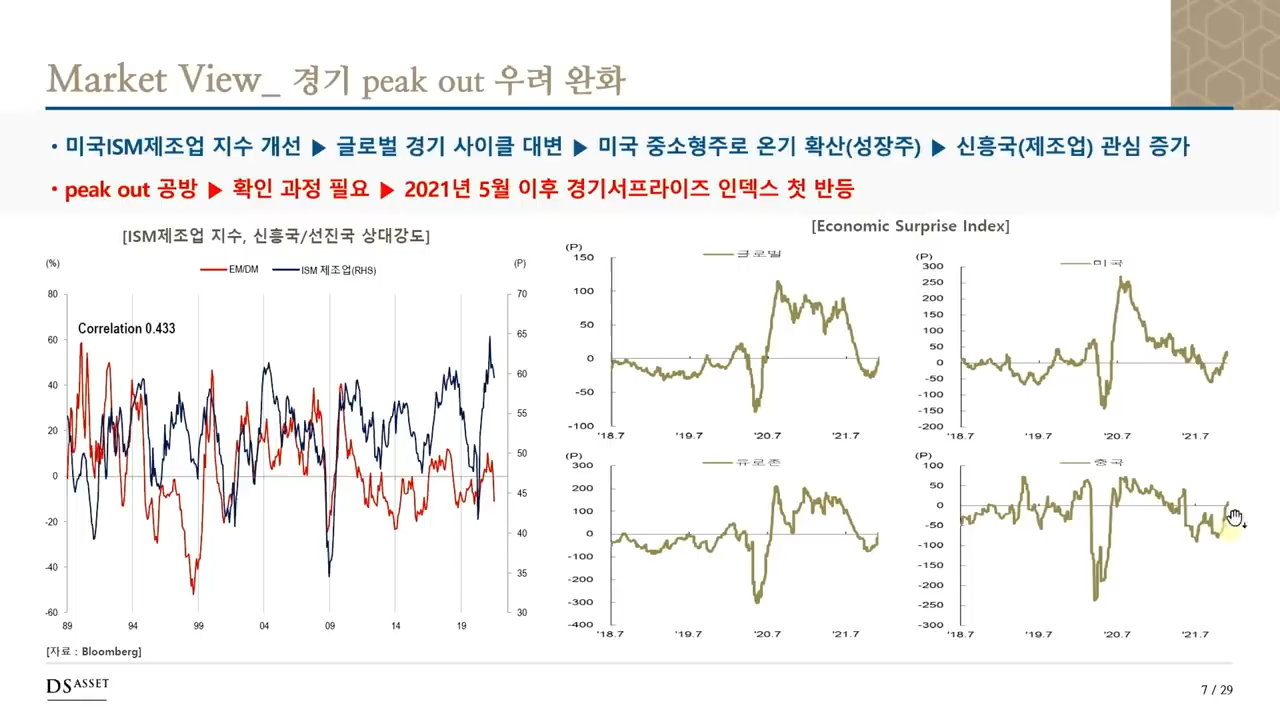 Market View_ 경기 peak out 우려 완화
• 미국ISM제조업 지수 개선 ▶ 글로벌 경기 사이클 대변 ▶ 미국 중소형주로 온기 확산(성장주) ▶ 신흥국(제조업) 관심 증가
• peak out 공방 ▶ 확인 과정 필요 ▶ 2021년 5월 이후 경기서프라이즈 인덱스 첫 반등
[ISM제조업 지수, 신흥국/선진국 상대강도]
(%)
(P)
EM/DM
ISM 제조업(RHS)
Correlation 0.433
80
60
40
20
0
-20
-40
-60
70
65
60
55
50
45
40
35
30
89 94 99 04 09 14 19
[Economic Surprise Index]
(P)
글로벌
150
100
50
0
-50
-100
'18.7 '19.7 '20.7 '21.7
(P)
미국
300
250
200
150
100
50
0
-50
-100
-150
-200
'18.7 '19.7 '20.7 '21.7
(P)
유로존
300
200
100
0
-100
-200
-300
-400
'18.7 '19.7 '20.7 '21.7
(P)
중국
100
50
0
-50
-100
-150
-200
-250
-300
'18.7 '19.7 '20.7 '21.7
[자료 : Bloomberg]
DS ASSET
7 / 29